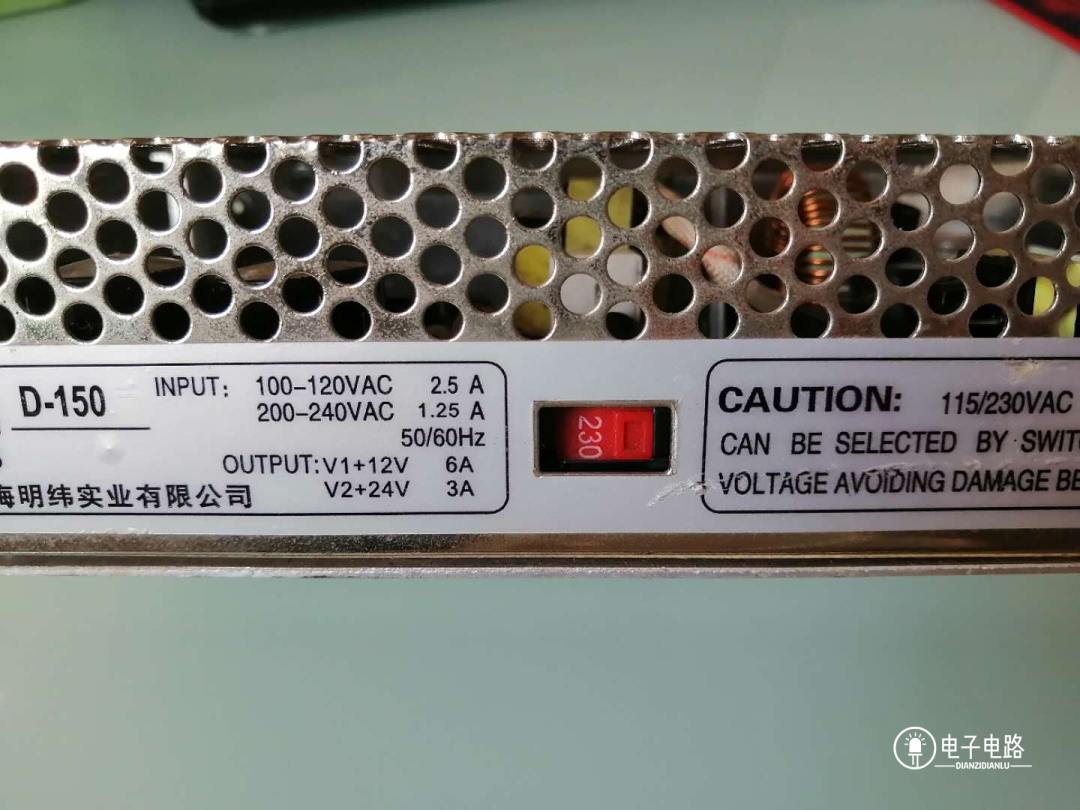 D-150
INPUT: 100-120VAC 2.5 A
200-240VAC 1.25 A
50/60Hz
OUTPUT: V1+12V 6A
V2+24V 3A
海明纬实业有限公司
230
CAUTION: 115/230VAC
CAN BE SELECTED BY SWIT
VOLTAGE AVOIDING DAMAGE BE
电子电路
DIANZIDIANLU